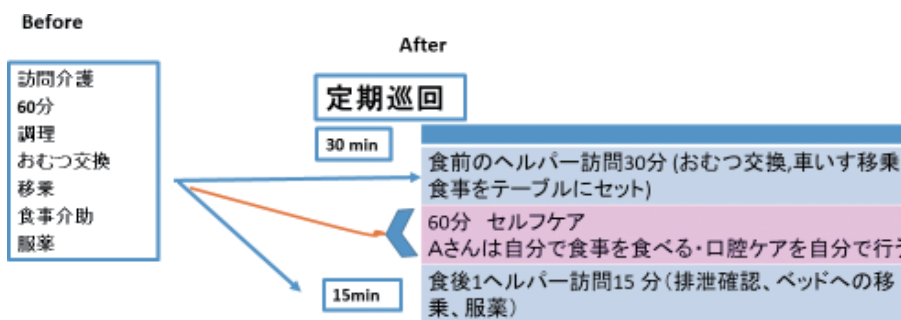 Before
After
訪問介護
60分
調理
おむつ交換
移乗
食事介助
服薬
定期巡回
30 min
食前のヘルパー訪問30分 (おむつ交換,車いす移乗
食事をテーブルにセット)
60分 セルフケア
Aさんは自分で食事を食べる・口腔ケアを自分で行う
15min
食後1ヘルパー訪問15 分（排泄確認、ベッドへの移
乗、服薬）